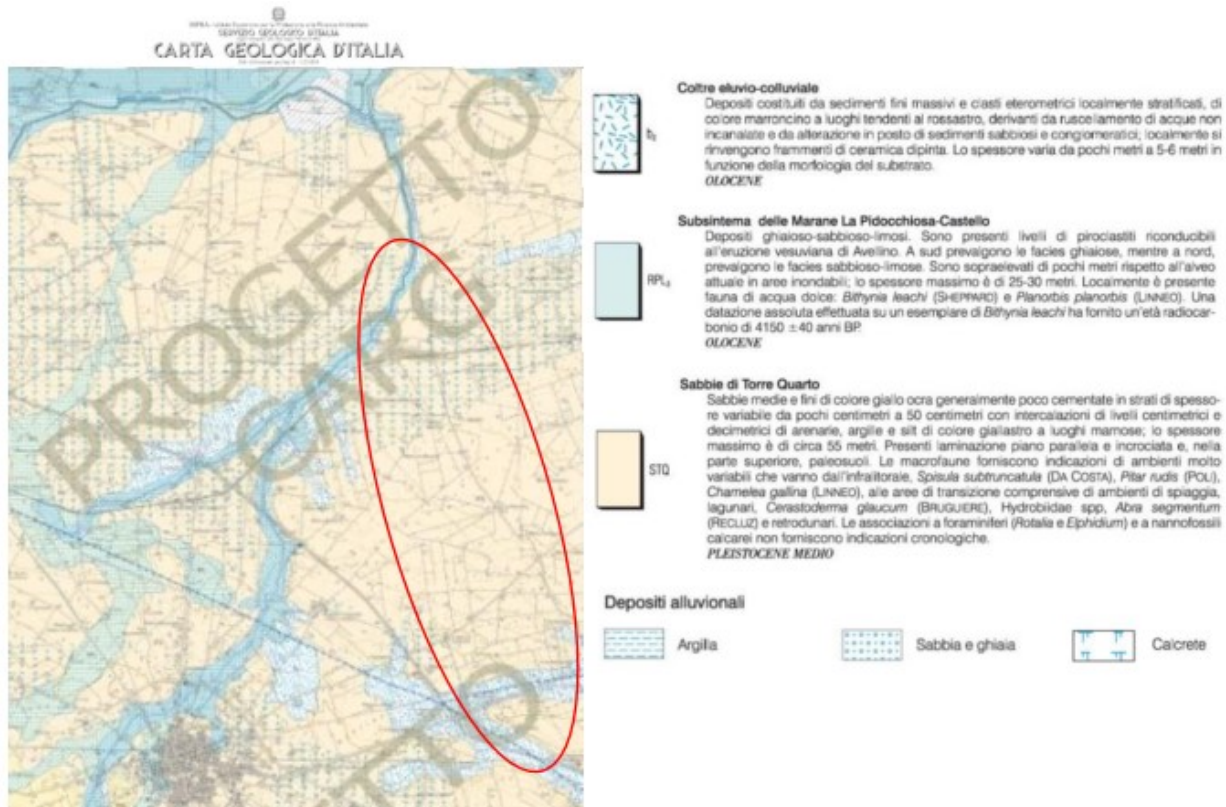 SERVIZIO GEOLOGICO D'ITALIA
CARTA GEOLOGICA D'ITALIA
PROGETTO
CARG
Coltre eluvio-colluviale
Depositi costituiti da sedimenti fini massivi e clasti eterometrici localmente stratificati, di
colore marroncino a luoghi tendenti al rossastro, derivanti da ruscellamento di acque non
incanalate e da alterazione in posto di sedimenti sabbiosi e conglomeratici; localmente si
rinvengono frammenti di ceramica dipinta. Lo spessore varia da pochi metri a 5-6 metri in
funzione della morfologia del substrato.
OLOCENE
Subsintema delle Marane La Pidocchiosa-Castello
Depositi ghiaioso-sabbioso-limosi. Sono presenti livelli di piroclastiti riconducibili
all'eruzione vesuviana di Avellino. A sud prevalgono le facies ghiaiose, mentre a nord,
prevalgono le facies sabbioso-limose. Sono sopraelevati di pochi metri rispetto all'alveo
attuale in aree inondabili; lo spessore massimo è di 25-30 metri. Localmente è presente
fauna di acqua dolce: Bithynia leachi (SHEPPARD) e Planorbis planorbis (LINNEO). Una
datazione assoluta effettuata su un esemplare di Bithynia leachi ha fornito un'età radiocar-
bonio di 4150 ±40 anni BP.
OLOCENE
Sabbie di Torre Quarto
Sabbie medie e fini di colore giallo ocra generalmente poco cementate in strati di spesso-
re variabile da pochi centimetri a 50 centimetri con intercalazioni di livelli centimetrici e
decimetrici di arenarie, argille e silt di colore giallastro a luoghi marnose; lo spessore
massimo è di circa 55 metri. Presenti laminazione piano parallela e incrociata e, nella
parte superiore, paleosuoli. Le macrofaune forniscono indicazioni di ambienti molto
variabili che vanno dall'infralitorale, Spisula subtruncatula (DA COSTA), Pitar rudis (POLI),
Chamelea gallina (LINNEO), alle aree di transizione comprensive di ambienti di spiaggia,
lagunari, Cerastoderma glaucum (BRUGUIERE), Hydrobiidae spp, Abra segmentum
(RECLUZ) e retrodunari. Le associazioni a foraminiferi (Rotalia e Elphidium) e a nannofossili
calcarei non forniscono indicazioni cronologiche.
PLEISTOCENE MEDIO
STQ
Depositi alluvionali
Argilla
Sabbia e ghiaia
Calcrete